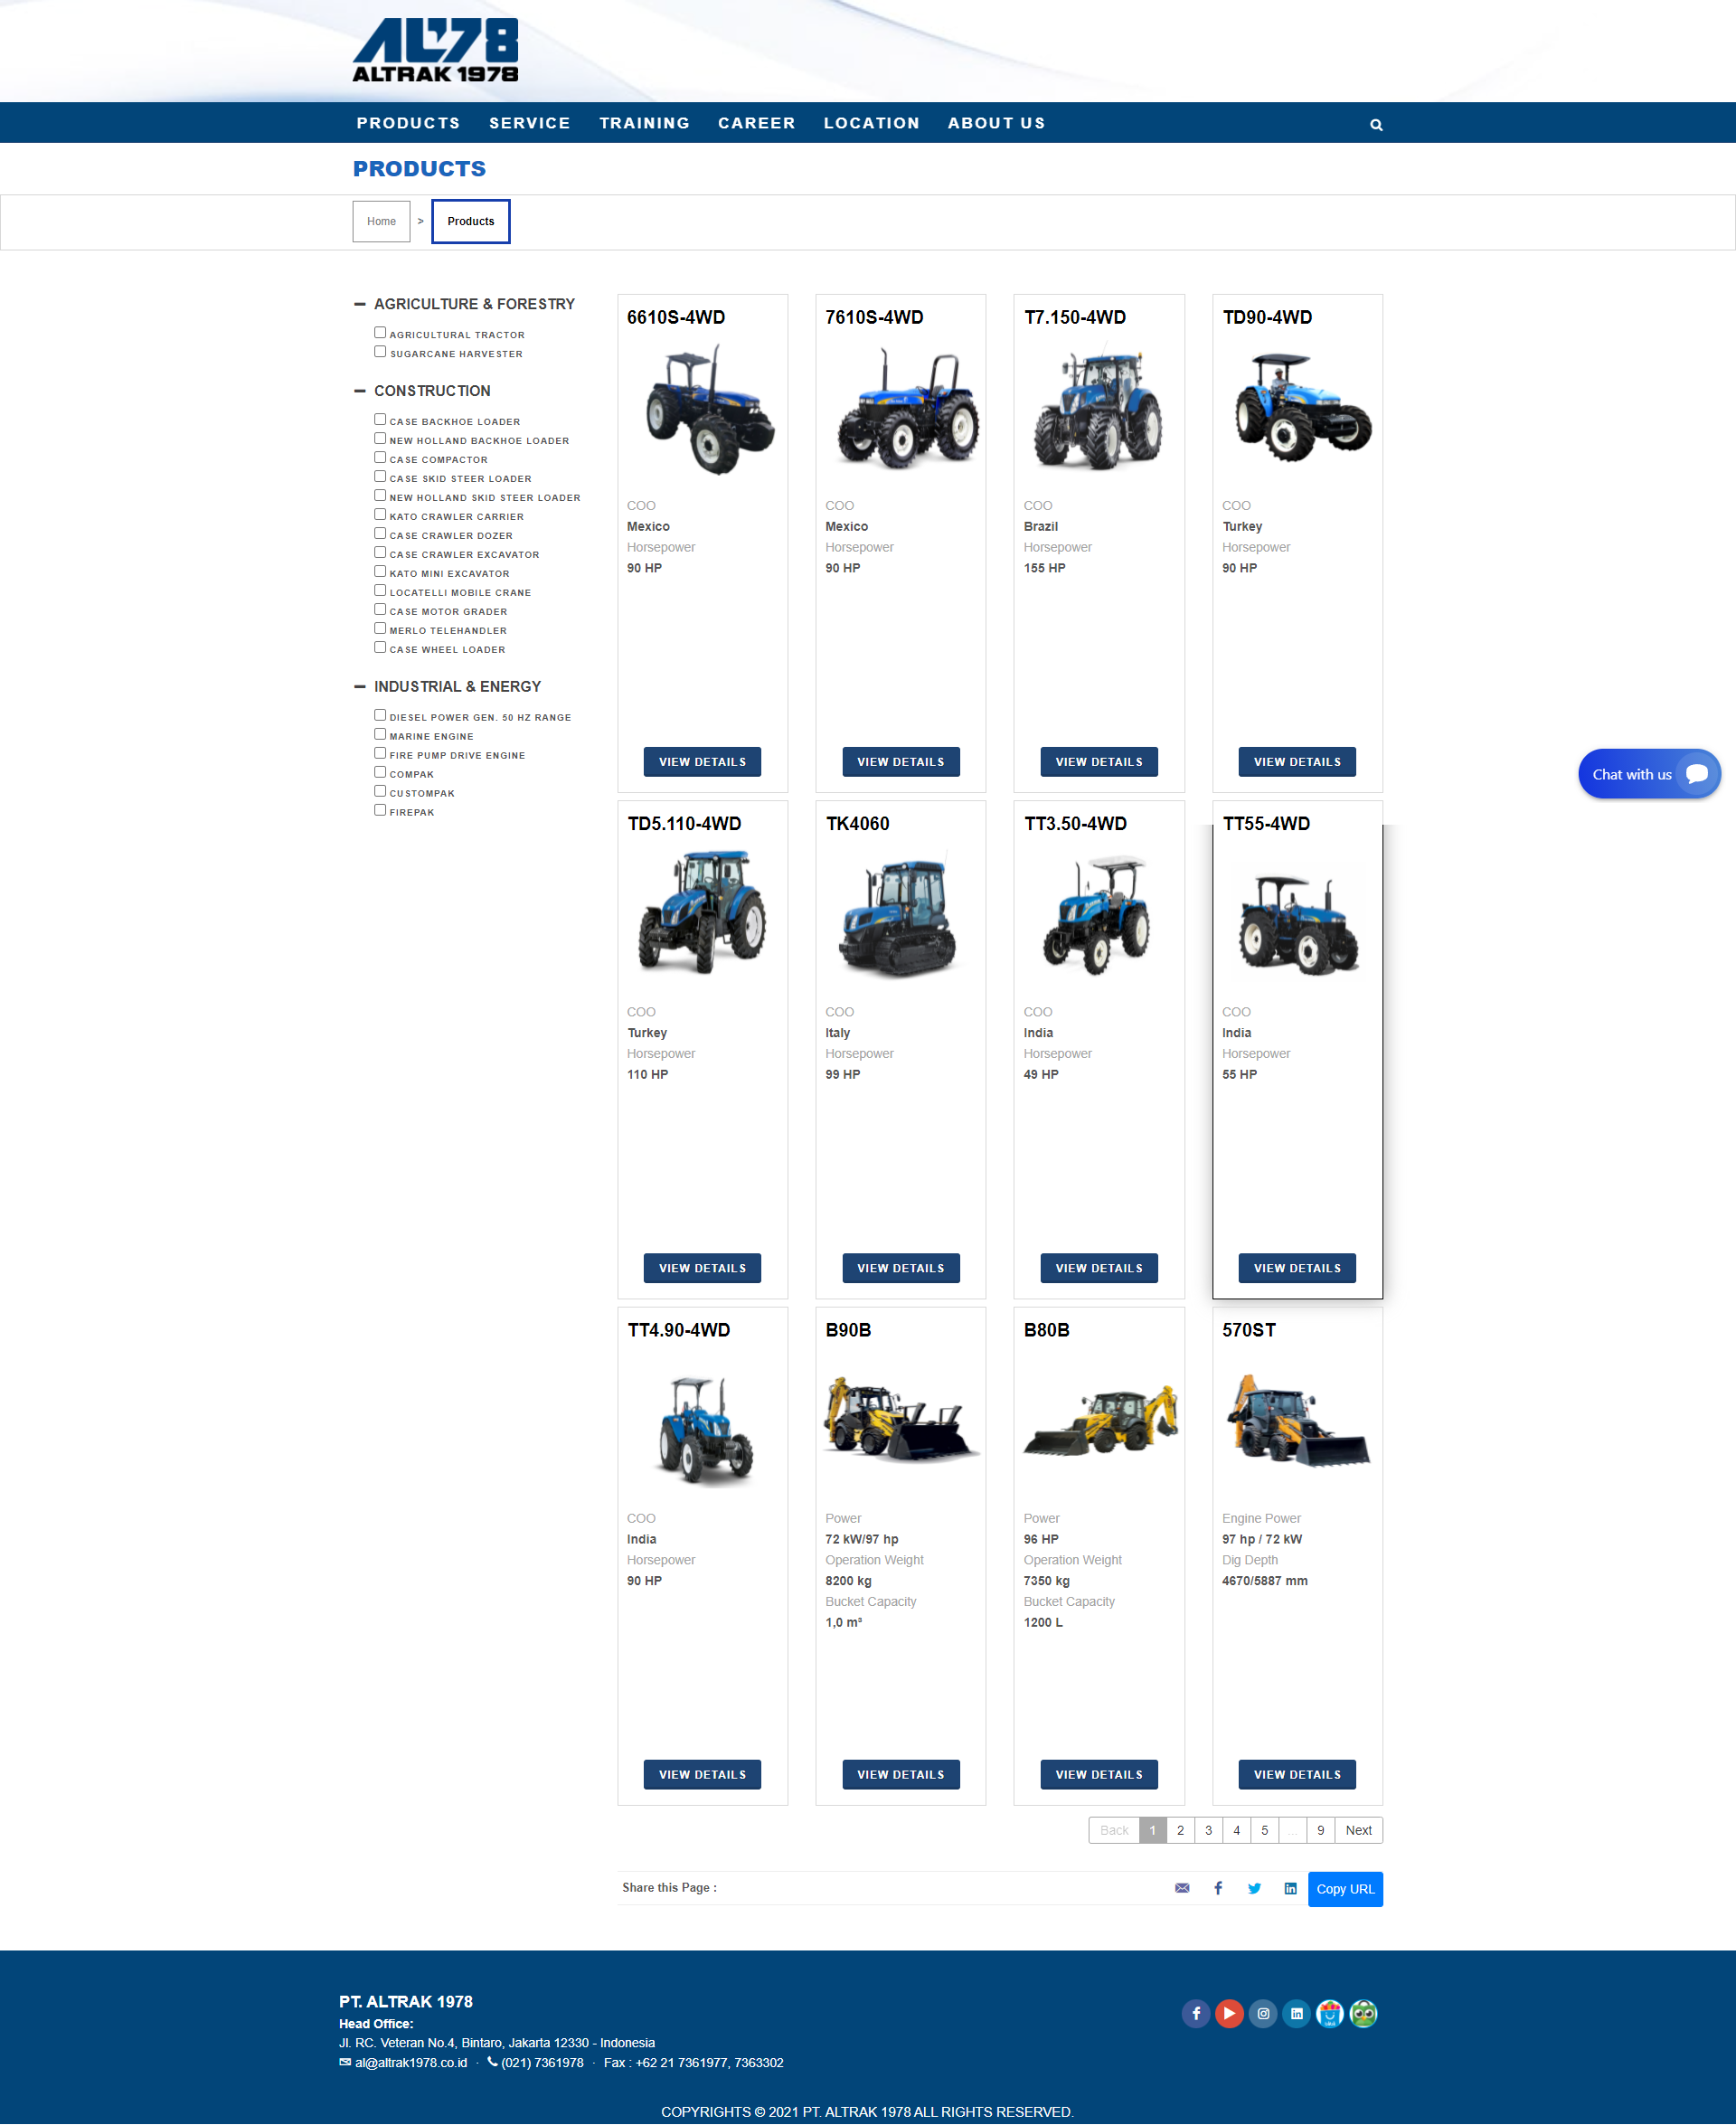 AL'78
ALTRAK 1978
PRODUCTS SERVICE TRAINING CAREER LOCATION ABOUT US
PRODUCTS
Home > Products
AGRICULTURE & FORESTRY
AGRICULTURAL TRACTOR
SUGARCANE HARVESTER
CONSTRUCTION
CASE BACKHOE LOADER
NEW HOLLAND BACKHOE LOADER
CASE COMPACTOR
CASE SKID STEER LOADER
NEW HOLLAND SKID STEER LOADER
KATO CRAWLER CARRIER
CASE CRAWLER DOZER
CASE CRAWLER EXCAVATOR
KATO MINI EXCAVATOR
LOCATELLI MOBILE CRANE
CASE MOTOR GRADER
MERLO TELEHANDLER
CASE WHEEL LOADER
INDUSTRIAL & ENERGY
DIESEL POWER GEN. 50 HZ RANGE
MARINE ENGINE
FIRE PUMP DRIVE ENGINE
COMPAK
CUSTOMPAK
FIREPAK
6610S-4WD
COO
Mexico
Horsepower
90 HP
VIEW DETAILS
7610S-4WD
COO
Mexico
Horsepower
90 HP
VIEW DETAILS
T7.150-4WD
COO
Brazil
Horsepower
155 HP
VIEW DETAILS
TD90-4WD
COO
Turkey
Horsepower
90 HP
VIEW DETAILS
TD5.110-4WD
COO
Turkey
Horsepower
110 HP
VIEW DETAILS
TK4060
COO
Italy
Horsepower
99 HP
VIEW DETAILS
TT3.50-4WD
COO
India
Horsepower
49 HP
VIEW DETAILS
TT55-4WD
COO
India
Horsepower
55 HP
VIEW DETAILS
TT4.90-4WD
COO
India
Horsepower
90 HP
VIEW DETAILS
B90B
Power
72 kW/97 hp
Operation Weight
8200 kg
Bucket Capacity
1,0 m³
VIEW DETAILS
B80B
Power
96 HP
Operation Weight
7350 kg
Bucket Capacity
1200 L
VIEW DETAILS
570ST
Engine Power
97 hp / 72 kW
Dig Depth
4670/5887 mm
VIEW DETAILS
Chat with us
Back 1 2 3 4 5 ... 9 Next
Share this Page :
Copy URL
PT. ALTRAK 1978
Head Office:
Jl. RC. Veteran No.4, Bintaro, Jakarta 12330 - Indonesia
al@altrak1978.co.id · (021) 7361978 · Fax : +62 21 7361977, 7363302
COPYRIGHTS © 2021 PT. ALTRAK 1978 ALL RIGHTS RESERVED.